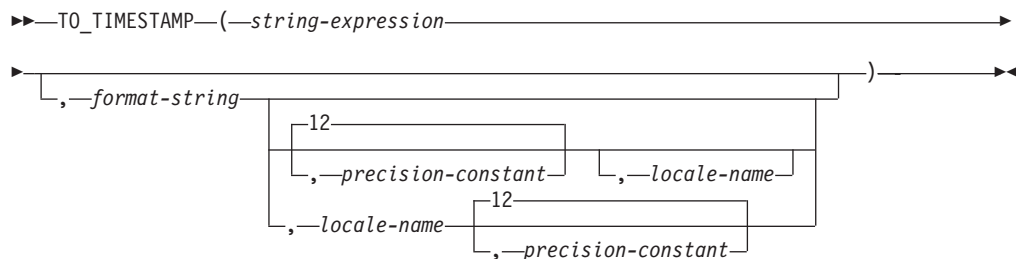 TO_TIMESTAMP ( string-expression
)
, format-string
12
, precision-constant , locale-name
12
, locale-name
, precision-constant